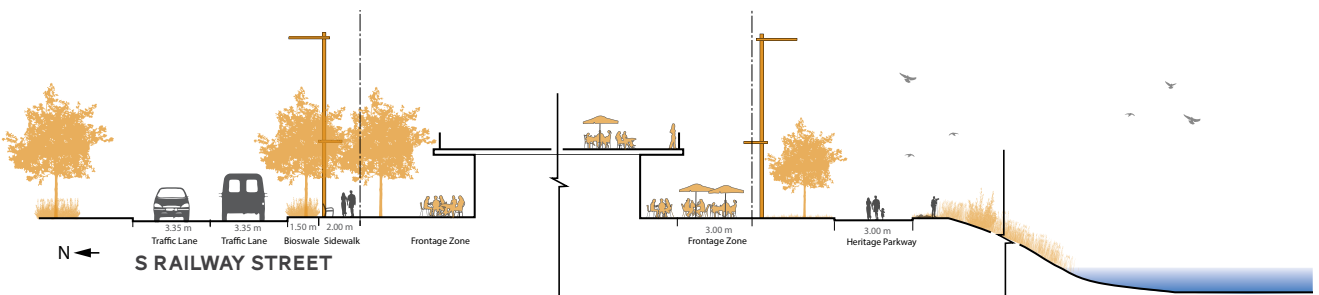 3.35 m 3.35 m 1.50 m 2.00 m 3.00 m 3.00 m
Traffic Lane Traffic Lane Bioswale Sidewalk Frontage Zone Frontage Zone Heritage Parkway
N
S RAILWAY STREET